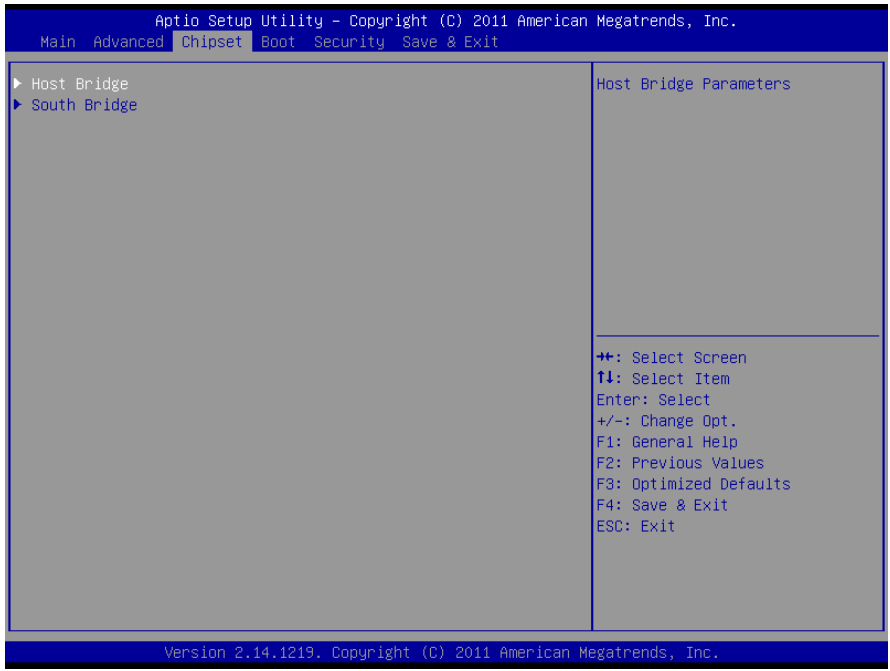 Aptio Setup Utility – Copyright (C) 2011 American Megatrends, Inc.
Main Advanced Chipset Boot Security Save & Exit
▶ Host Bridge
▶ South Bridge
Host Bridge Parameters
→←: Select Screen
↑↓: Select Item
Enter: Select
+/-: Change Opt.
F1: General Help
F2: Previous Values
F3: Optimized Defaults
F4: Save & Exit
ESC: Exit
Version 2.14.1219. Copyright (C) 2011 American Megatrends, Inc.